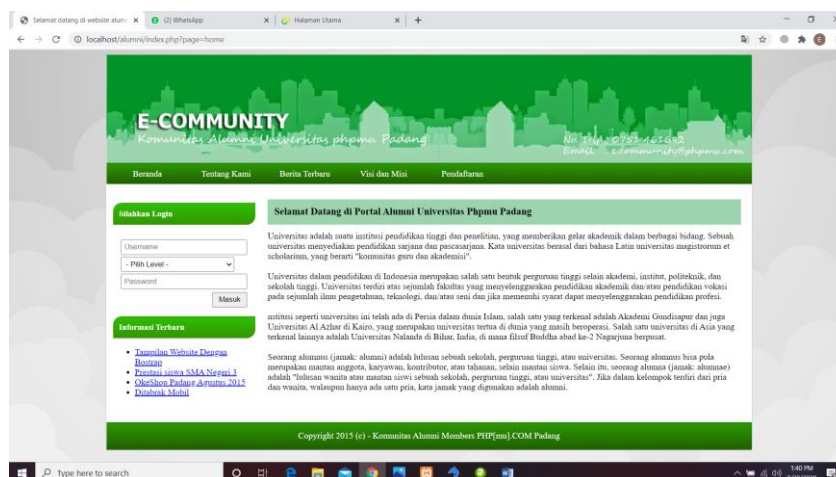 Selamat datang di website alum
(2) WhatsApp
Halaman Utama
localhost/alumni/index.php?page=home
E-COMMUNITY
Komunitas Alumni Universitas phpmu Padang
No. Telp : 0751 461692
Email : e.community@phpmu.com
Beranda Tentang Kami Berita Terbaru Visi dan Misi Pendaftaran
Silahkan Login
Username
- Pilih Level -
Password
Masuk
Informasi Terbaru
Tampilan Website Dengan
Bostrap
Prestasi siswa SMA Negeri 3
OkeShop Padang Agustus 2015
Ditabrak Mobil
Selamat Datang di Portal Alumni Universitas Phpmu Padang
Universitas adalah suatu institusi pendidikan tinggi dan penelitian, yang memberikan gelar akademik dalam berbagai bidang. Sebuah
universitas menyediakan pendidikan sarjana dan pascasarjana. Kata universitas berasal dari bahasa Latin universitas magistrorum et
scholarium, yang berarti "komunitas guru dan akademisi".
Universitas dalam pendidikan di Indonesia merupakan salah satu bentuk perguruan tinggi selain akademi, institut, politeknik, dan
sekolah tinggi. Universitas terdiri atas sejumlah fakultas yang menyelenggarakan pendidikan akademik dan/atau pendidikan vokasi
pada sejumlah ilmu pengetahuan, teknologi, dan/atau seni dan jika memenuhi syarat dapat menyelenggarakan pendidikan profesi.
nstitusi seperti universitas ini telah ada di Persia dalam dunia Islam, salah satu yang terkenal adalah Akademi Gundisapur dan juga
Universitas Al Azhar di Kairo, yang merupakan universitas tertua di dunia yang masih beroperasi. Salah satu universitas di Asia yang
terkenal lainnya adalah Universitas Nalanda di Bihar, India, di mana filsuf Buddha abad ke-2 Nagarjuna berpusat.
Seorang alumnus (jamak: alumni) adalah lulusan sebuah sekolah, perguruan tinggi, atau universitas. Seorang alumnus bisa pula
merupakan mantan anggota, karyawan, kontributor, atau tahanan, selain mantan siswa. Selain itu, seorang alumna (jamak: alumnae)
adalah "lulusan wanita atau mantan siswi sebuah sekolah, perguruan tinggi, atau universitas". Jika dalam kelompok terdiri dari pria
dan wanita, walaupun hanya ada satu pria, kata jamak yang digunakan adalah alumni.
Copyright 2015 (c) - Komunitas Alumni Members PHP[mu].COM Padang
Type here to search
1:40 PM